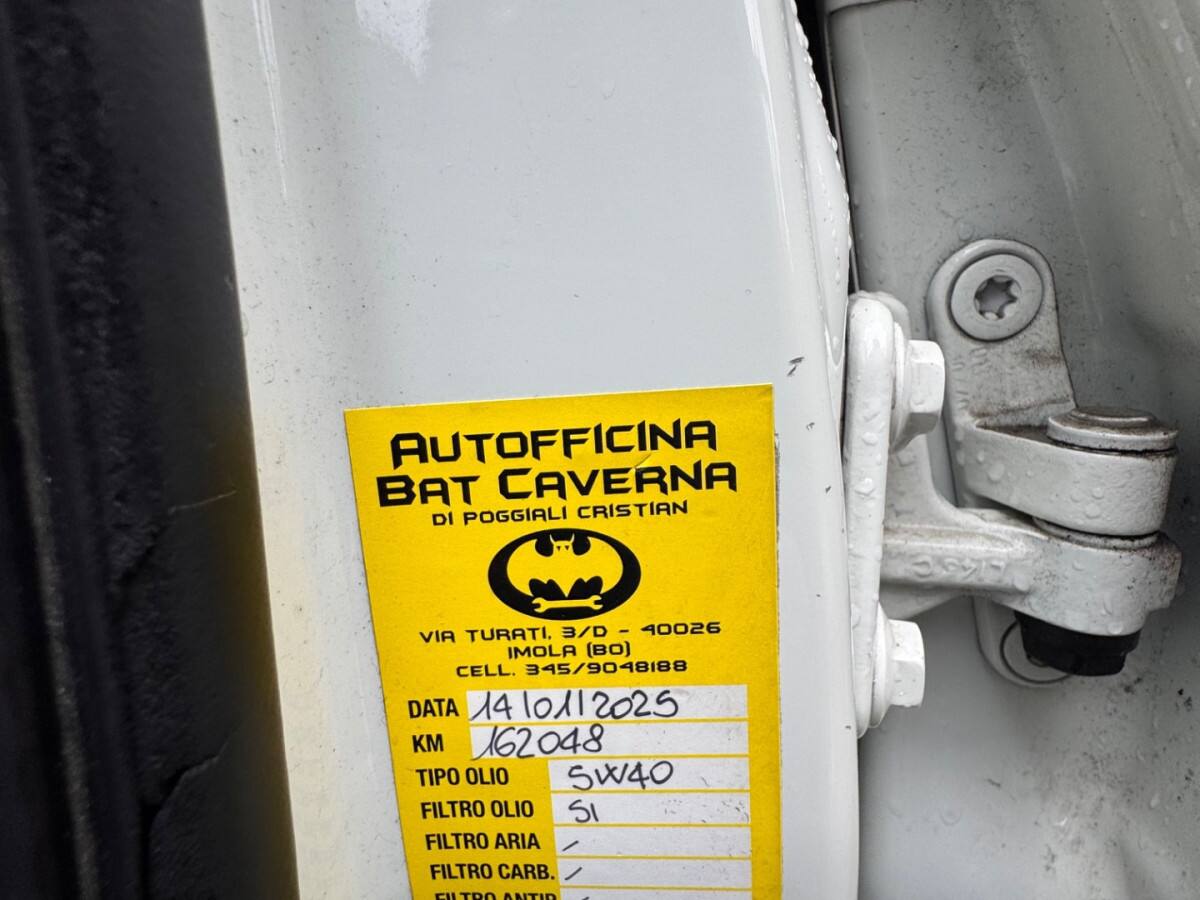 AUTOFFICINA
BAT CAVERNA
DI POGGIALI CRISTIAN
VIA TURATI, 3/D - 40026
IMOLA (BO)
CELL. 345/9048188
DATA 14/01/2025
KM 162048
TIPO OLIO 5W40
FILTRO OLIO SI
FILTRO ARIA /
FILTRO CARB. /
FILTRO